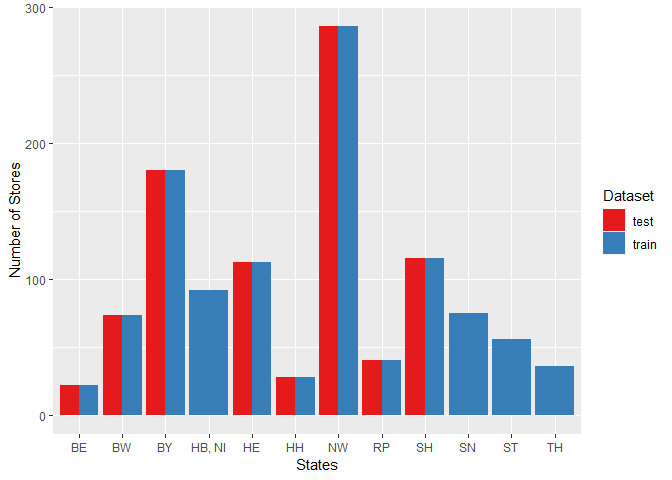 300
200
100
0
Number of Stores
BE BW BY HB, NI HE HH NW RP SH SN ST TH
States
Dataset
test
train